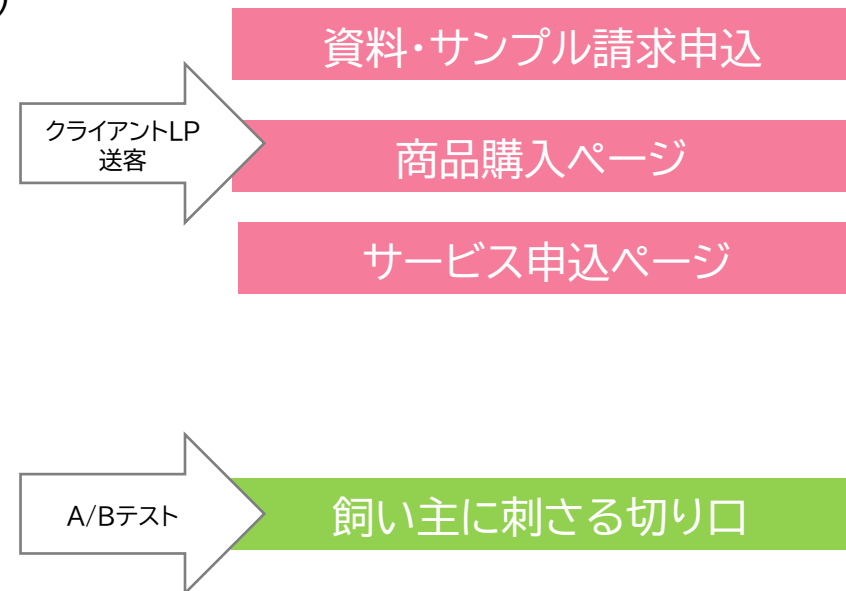 )
資料・サンプル請求申込
クライアントLP
送客
商品購入ページ
サービス申込ページ
A/Bテスト
飼い主に刺さる切り口